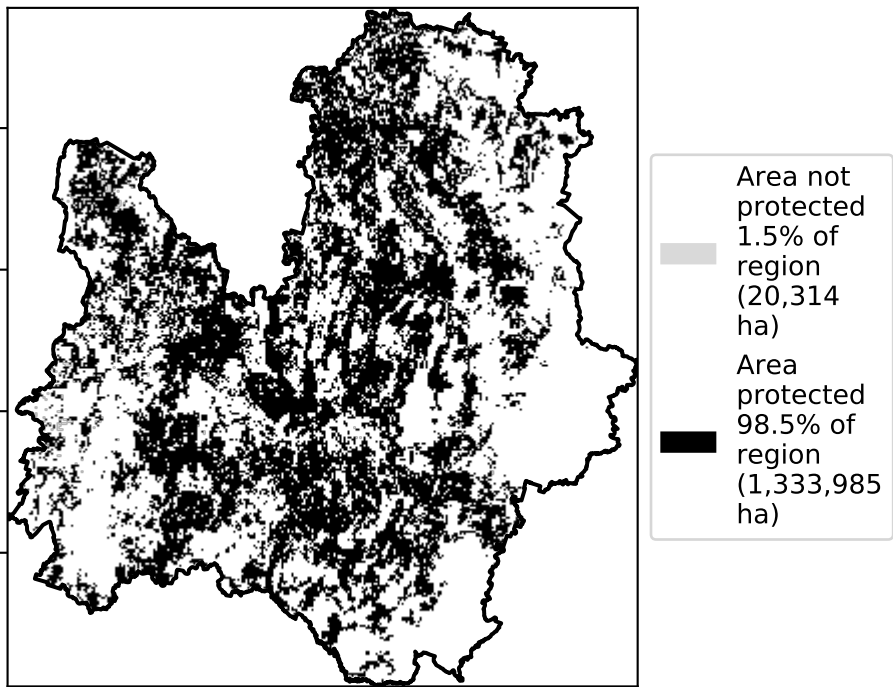 Area not
protected
1.5% of
region
(20,314
ha)
Area
protected
98.5% of
region
(1,333,985
ha)